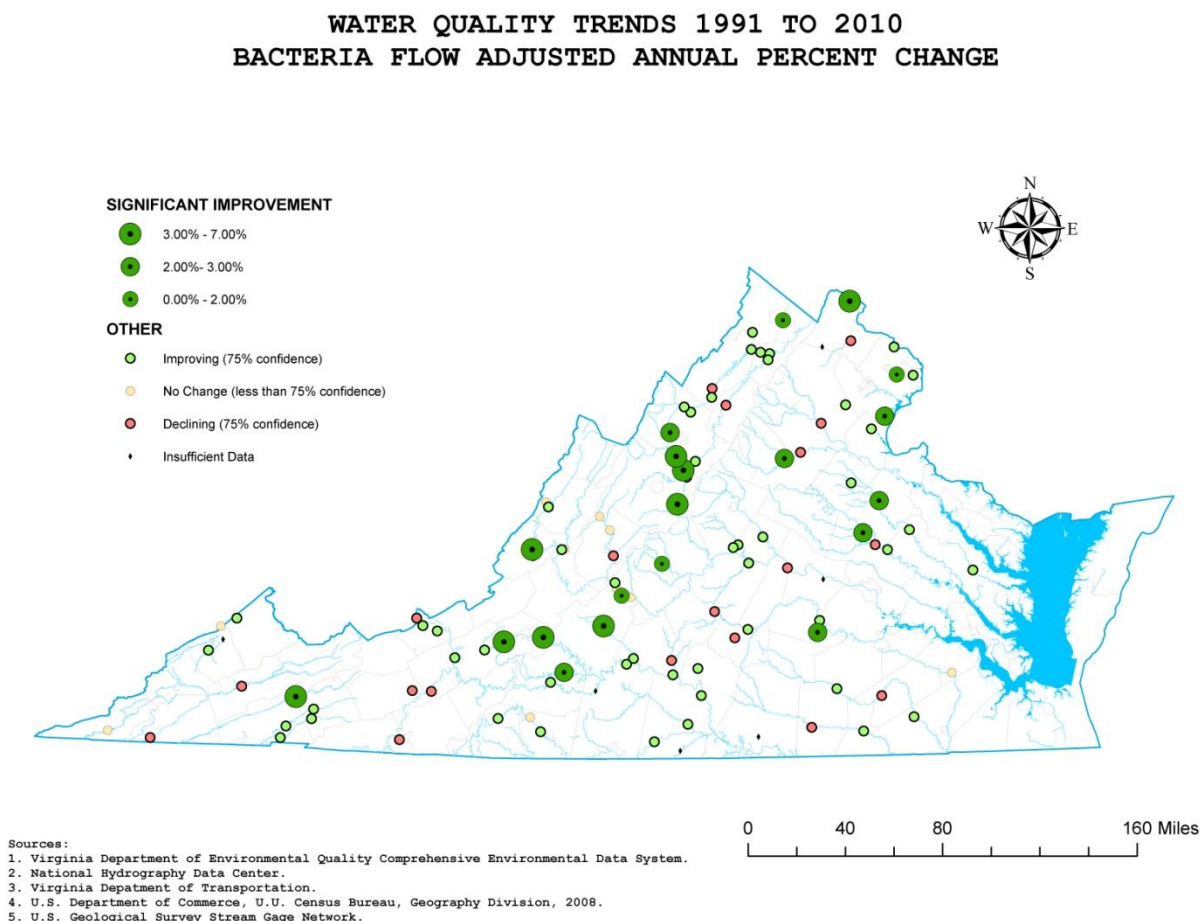 WATER QUALITY TRENDS 1991 TO 2010
BACTERIA FLOW ADJUSTED ANNUAL PERCENT CHANGE
SIGNIFICANT IMPROVEMENT
3.00% - 7.00%
2.00%- 3.00%
0.00% - 2.00%
OTHER
Improving (75% confidence)
No Change (less than 75% confidence)
Declining (75% confidence)
Insufficient Data
N
W E
S
0 40 80 160 Miles
Sources:
1. Virginia Department of Environmental Quality Comprehensive Environmental Data System.
2. National Hydrography Data Center.
3. Virginia Depatment of Transportation.
4. U.S. Department of Commerce, U.U. Census Bureau, Geography Division, 2008.
5. U.S. Geological Survey Stream Gage Network.